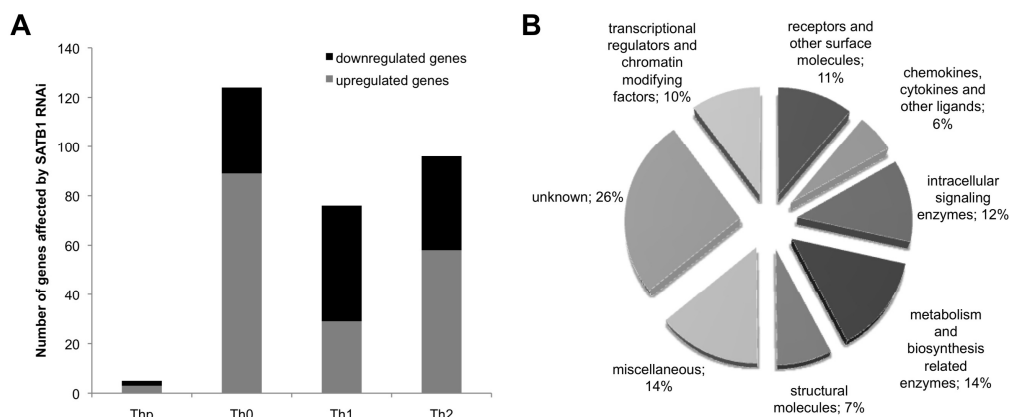 A
Number of genes affected by SATB1 RNAi
140
120
100
80
60
40
20
0
downregulated genes
upregulated genes
Thp
Th0
Th1
Th2
B
transcriptional
regulators and
chromatin
modifying
factors; 10%
receptors and
other surface
molecules;
11%
chemokines,
cytokines and
other ligands;
6%
intracellular
signaling
enzymes; 12%
metabolism
and
biosynthesis
related
enzymes; 14%
structural
molecules; 7%
miscellaneous;
14%
unknown; 26%